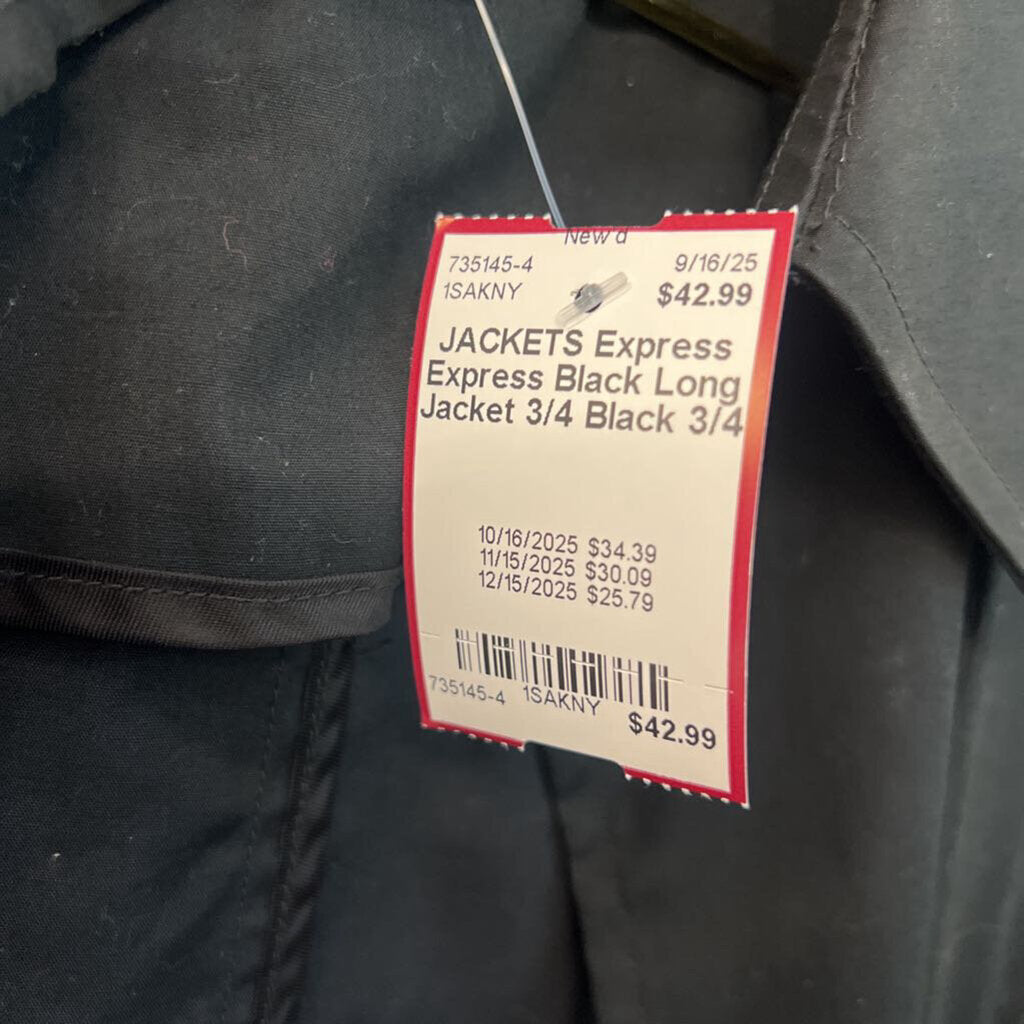 New'd
735145-4 9/16/25
1SAKNY $42.99
JACKETS Express
Express Black Long
Jacket 3/4 Black 3/4
10/16/2025 $34.39
11/15/2025 $30.09
12/15/2025 $25.79
735145-4 1SAKNY $42.99